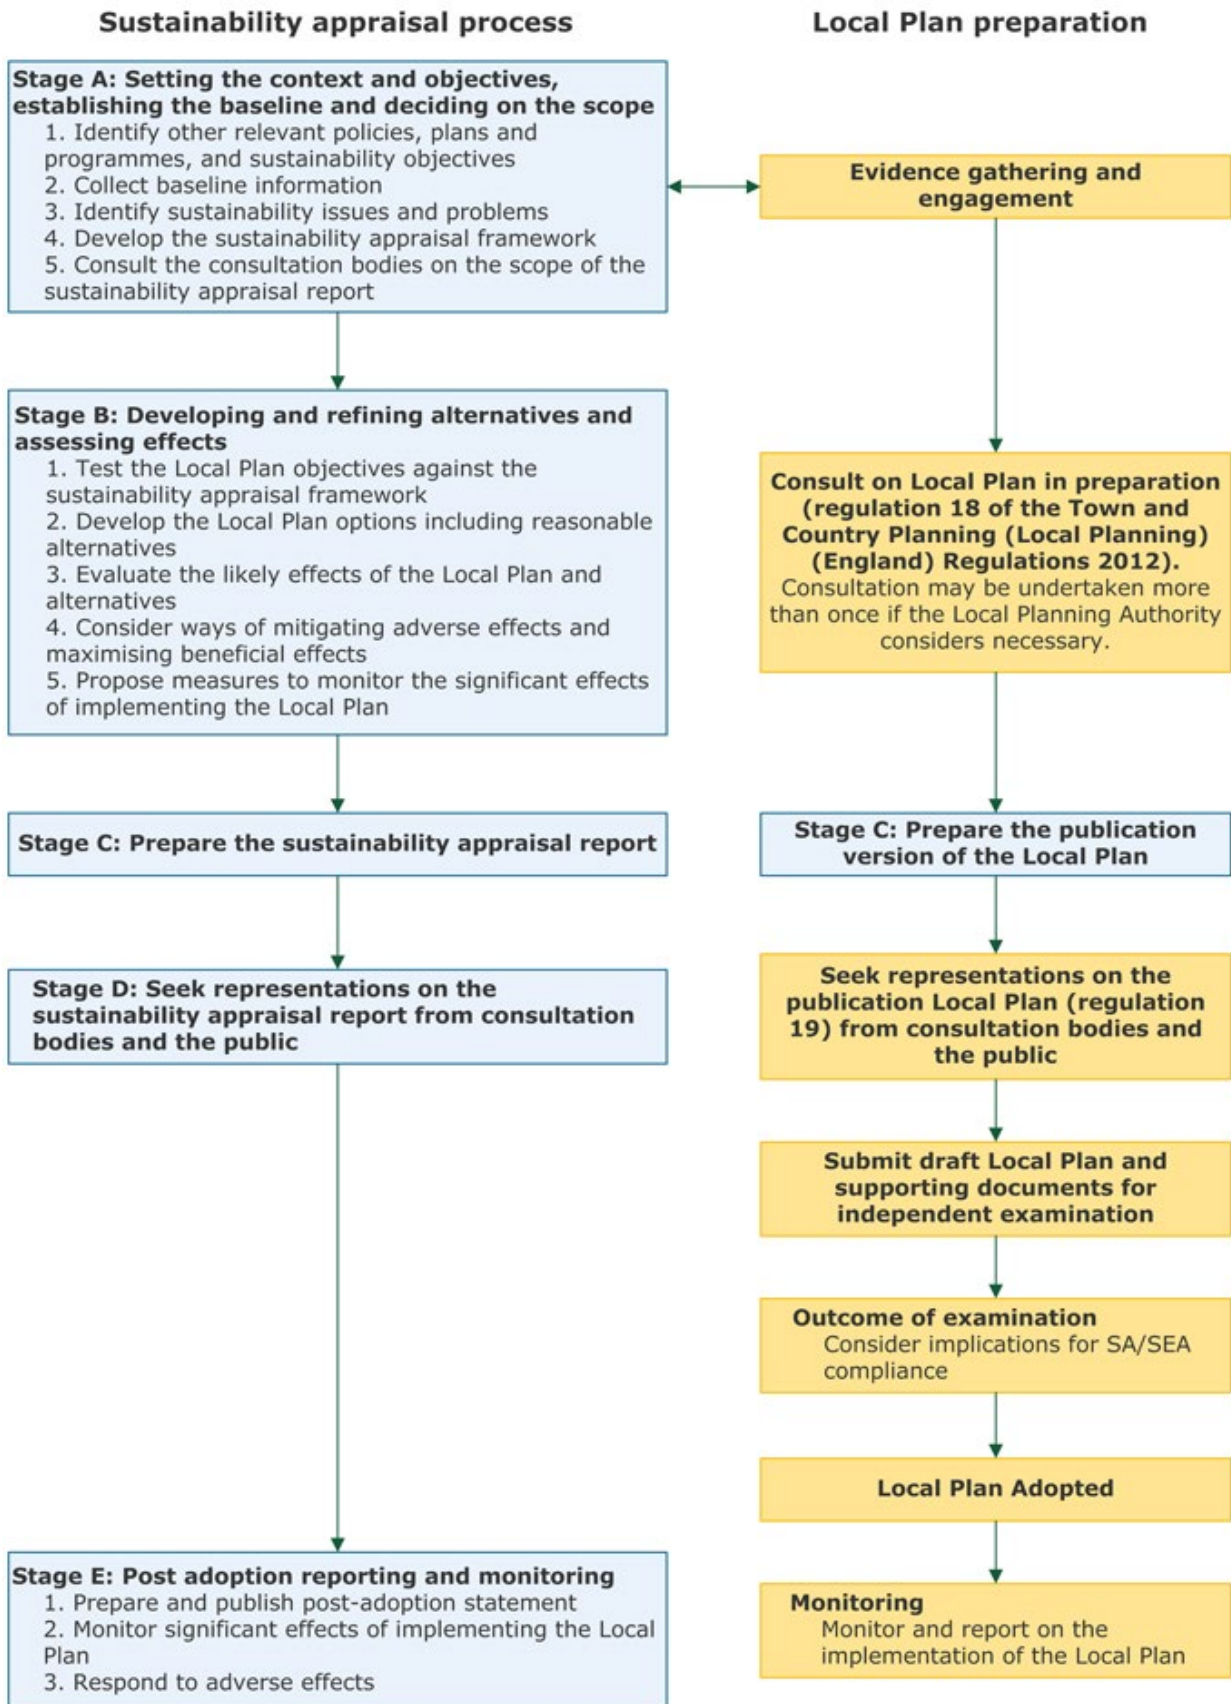 Sustainability appraisal process
Local Plan preparation
Stage A: Setting the context and objectives,
establishing the baseline and deciding on the scope
1. Identify other relevant policies, plans and
programmes, and sustainability objectives
2. Collect baseline information
3. Identify sustainability issues and problems
4. Develop the sustainability appraisal framework
5. Consult the consultation bodies on the scope of the
sustainability appraisal report
Evidence gathering and
engagement
Stage B: Developing and refining alternatives and
assessing effects
1. Test the Local Plan objectives against the
sustainability appraisal framework
2. Develop the Local Plan options including reasonable
alternatives
3. Evaluate the likely effects of the Local Plan and
alternatives
4. Consider ways of mitigating adverse effects and
maximising beneficial effects
5. Propose measures to monitor the significant effects
of implementing the Local Plan
Consult on Local Plan in preparation
(regulation 18 of the Town and
Country Planning (Local Planning)
(England) Regulations 2012).
Consultation may be undertaken more
than once if the Local Planning Authority
considers necessary.
Stage C: Prepare the sustainability appraisal report
Stage C: Prepare the publication
version of the Local Plan
Stage D: Seek representations on the
sustainability appraisal report from consultation
bodies and the public
Seek representations on the
publication Local Plan (regulation
19) from consultation bodies and
the public
Submit draft Local Plan and
supporting documents for
independent examination
Outcome of examination
Consider implications for SA/SEA
compliance
Local Plan Adopted
Stage E: Post adoption reporting and monitoring
1. Prepare and publish post-adoption statement
2. Monitor significant effects of implementing the Local
Plan
3. Respond to adverse effects
Monitoring
Monitor and report on the
implementation of the Local Plan